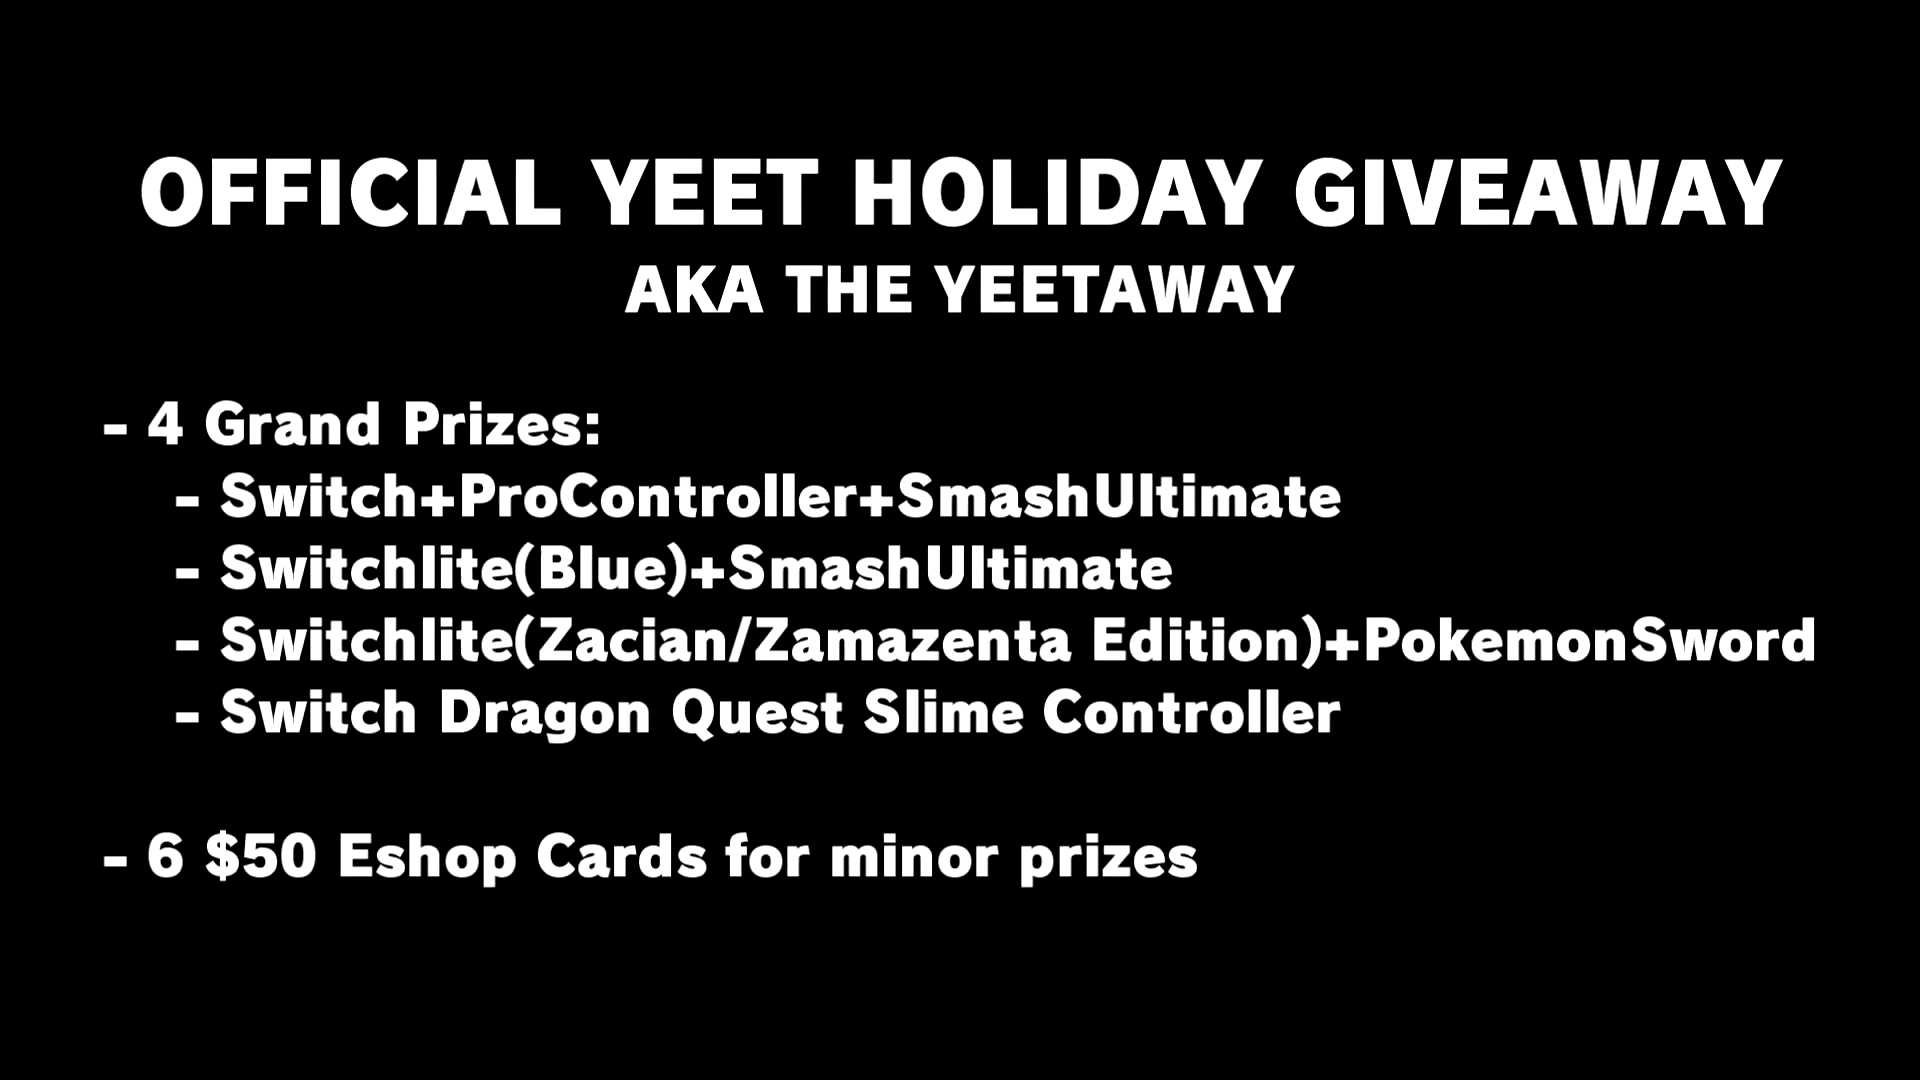 OFFICIAL YEET HOLIDAY GIVEAWAY
AKA THE YEETAWAY
- 4 Grand Prizes:
- Switch+ProController+SmashUltimate
- Switchlite(Blue)+SmashUltimate
- Switchlite(Zacian/Zamazenta Edition)+PokemonSword
- Switch Dragon Quest Slime Controller
- 6 $50 Eshop Cards for minor prizes